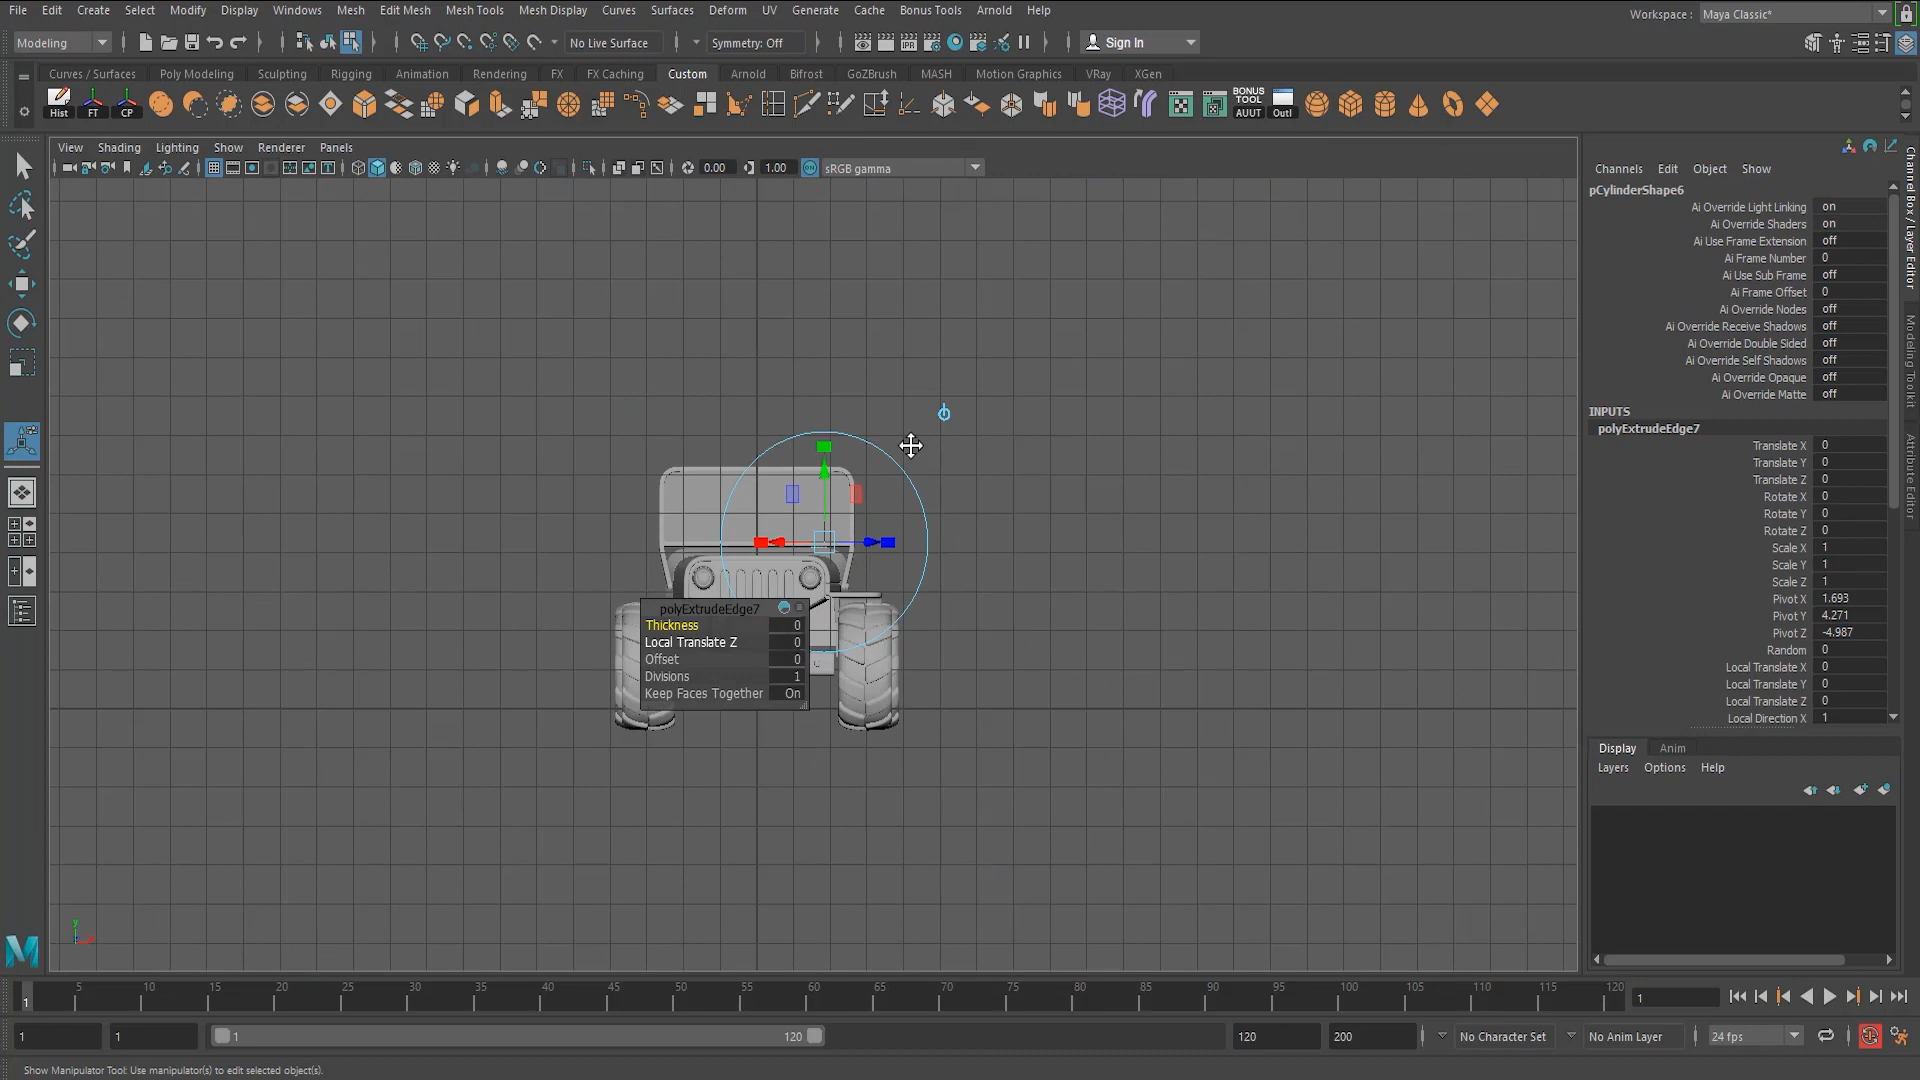 File Edit Create Select Modify Display Windows Mesh Edit Mesh Mesh Tools Mesh Display Curves Surfaces Deform UV Generate Cache Bonus Tools Arnold Help
Workspace : Maya Classic*
Modeling No Live Surface Symmetry: Off Sign In
Curves / Surfaces Poly Modeling Sculpting Rigging Animation Rendering FX FX Caching Custom Arnold Bifrost GoZBrush MASH Motion Graphics VRay XGen
BONUS TOOL
Hist FT CP AUUT Outl
View Shading Lighting Show Renderer Panels
0.00 1.00 sRGB gamma
Channels Edit Object Show
pCylinderShape6
Ai Override Light Linking on
Ai Override Shaders on
Ai Use Frame Extension off
Ai Frame Number 0
Ai Use Sub Frame off
Ai Frame Offset 0
Ai Override Nodes off
Ai Override Receive Shadows off
Ai Override Double Sided off
Ai Override Self Shadows off
Ai Override Opaque off
Ai Override Matte off
INPUTS
polyExtrudeEdge7
Translate X 0
Translate Y 0
Translate Z 0
Rotate X 0
Rotate Y 0
Rotate Z 0
Scale X 1
Scale Y 1
Scale Z 1
Pivot X 1.693
Pivot Y 4.271
Pivot Z -4.987
Random 0
Local Translate X 0
Local Translate Y 0
Local Translate Z 0
Local Direction X 1
Channel Box / Layer Editor
Modeling Toolkit
Attribute Editor
polyExtrudeEdge7
Thickness 0
Local Translate Z 0
Offset 0
Divisions 1
Keep Faces Together On
Display Anim
Layers Options Help
y
x
M
5 10 15 20 25 30 35 40 45 50 55 60 65 70 75 80 85 90 95 100 105 110 115 120
1 1
1 1 1 120 120 200 No Character Set No Anim Layer 24 fps
Show Manipulator Tool: Use manipulator(s) to edit selected object(s).